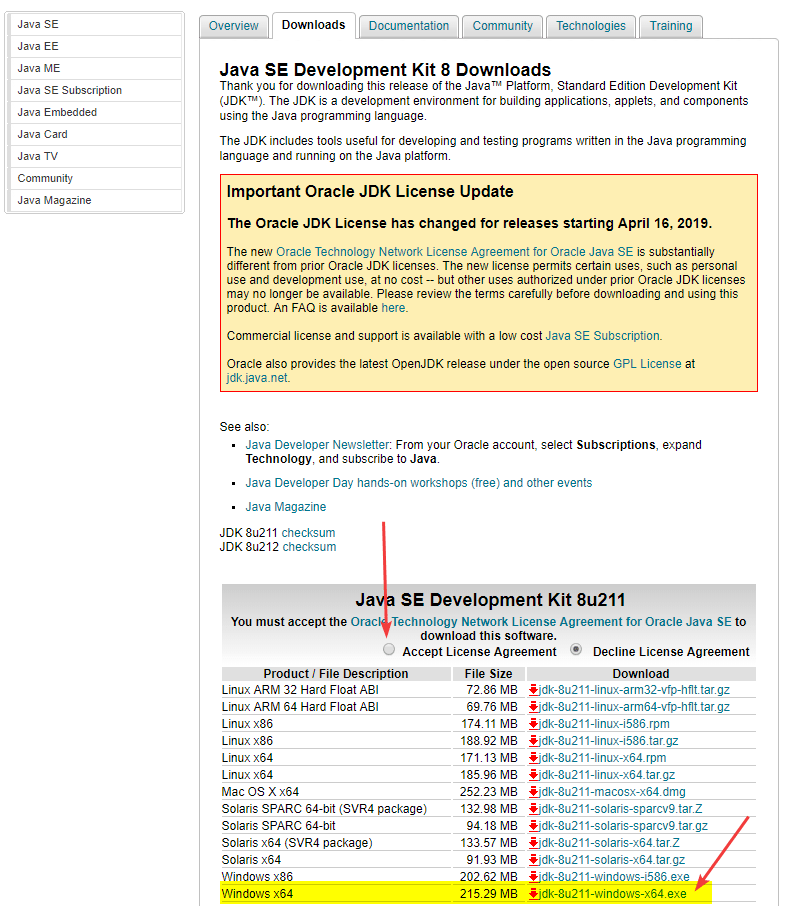 Java SE
Java EE
Java ME
Java SE Subscription
Java Embedded
Java Card
Java TV
Community
Java Magazine
Overview
Downloads
Documentation
Community
Technologies
Training
Java SE Development Kit 8 Downloads
Thank you for downloading this release of the Java™ Platform, Standard Edition Development Kit
(JDK™). The JDK is a development environment for building applications, applets, and components
using the Java programming language.
The JDK includes tools useful for developing and testing programs written in the Java programming
language and running on the Java platform.
Important Oracle JDK License Update
The Oracle JDK License has changed for releases starting April 16, 2019.
The new Oracle Technology Network License Agreement for Oracle Java SE is substantially
different from prior Oracle JDK licenses. The new license permits certain uses, such as personal
use and development use, at no cost -- but other uses authorized under prior Oracle JDK licenses
may no longer be available. Please review the terms carefully before downloading and using this
product. An FAQ is available here.
Commercial license and support is available with a low cost Java SE Subscription.
Oracle also provides the latest OpenJDK release under the open source GPL License at
jdk.java.net.
See also:
Java Developer Newsletter: From your Oracle account, select Subscriptions, expand
Technology, and subscribe to Java.
Java Developer Day hands-on workshops (free) and other events
Java Magazine
JDK 8u211 checksum
JDK 8u212 checksum
Java SE Development Kit 8u211
You must accept the Oracle Technology Network License Agreement for Oracle Java SE to
download this software.
Accept License Agreement Decline License Agreement
Product / File Description File Size Download
Linux ARM 32 Hard Float ABI 72.86 MB jdk-8u211-linux-arm32-vfp-hflt.tar.gz
Linux ARM 64 Hard Float ABI 69.76 MB jdk-8u211-linux-arm64-vfp-hflt.tar.gz
Linux x86 174.11 MB jdk-8u211-linux-i586.rpm
Linux x86 188.92 MB jdk-8u211-linux-i586.tar.gz
Linux x64 171.13 MB jdk-8u211-linux-x64.rpm
Linux x64 185.96 MB jdk-8u211-linux-x64.tar.gz
Mac OS X x64 252.23 MB jdk-8u211-macosx-x64.dmg
Solaris SPARC 64-bit (SVR4 package) 132.98 MB jdk-8u211-solaris-sparcv9.tar.Z
Solaris SPARC 64-bit 94.18 MB jdk-8u211-solaris-sparcv9.tar.gz
Solaris x64 (SVR4 package) 133.57 MB jdk-8u211-solaris-x64.tar.Z
Solaris x64 91.93 MB jdk-8u211-solaris-x64.tar.gz
Windows x86 202.62 MB jdk-8u211-windows-i586.exe
Windows x64 215.29 MB jdk-8u211-windows-x64.exe